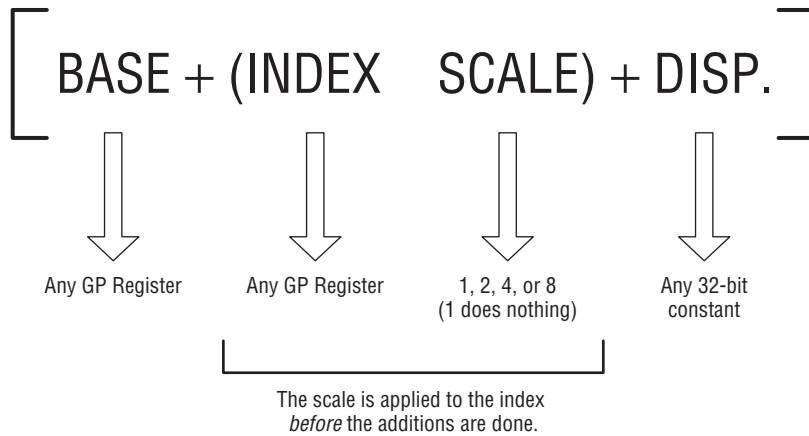 [ BASE + (INDEX SCALE) + DISP. ]
Any GP Register
Any GP Register
1, 2, 4, or 8
(1 does nothing)
Any 32-bit
constant
The scale is applied to the index
before the additions are done.